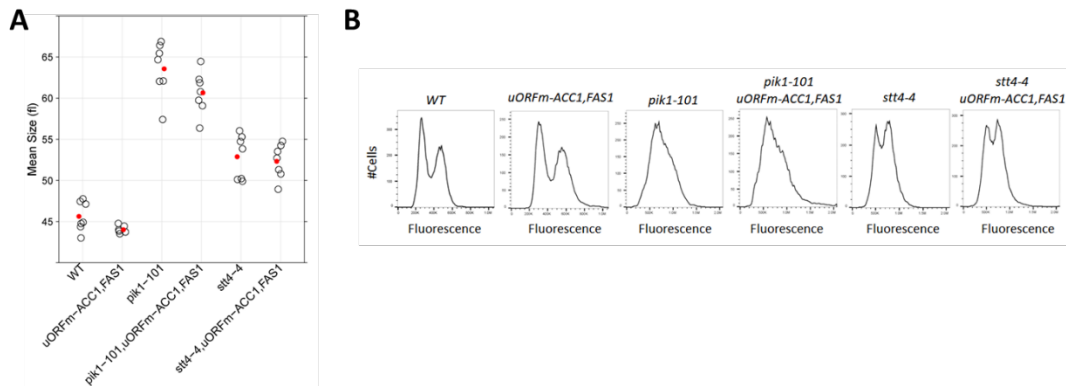 A
B
Mean Size (fl)
65
60
55
50
45
WT
uORFm-ACC1,FAS1
pik1-101
pik1-101,uORFm-ACC1,FAS1
stt4-4
stt4-4,uORFm-ACC1,FAS1
#Cells
WT
uORFm-ACC1,FAS1
pik1-101
pik1-101
uORFm-ACC1,FAS1
stt4-4
stt4-4
uORFm-ACC1,FAS1
Fluorescence
Fluorescence
Fluorescence
Fluorescence
Fluorescence
Fluorescence